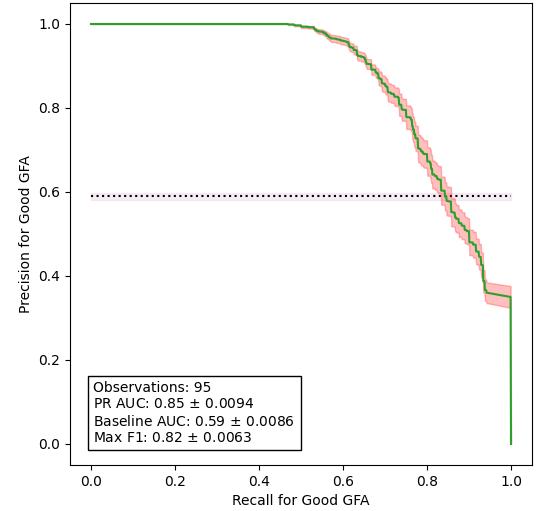 1.0
0.8
0.6
0.4
0.2
0.0
Precision for Good GFA
Observations: 95
PR AUC: 0.85 ± 0.0094
Baseline AUC: 0.59 ± 0.0086
Max F1: 0.82 ± 0.0063
0.0 0.2 0.4 0.6 0.8 1.0
Recall for Good GFA